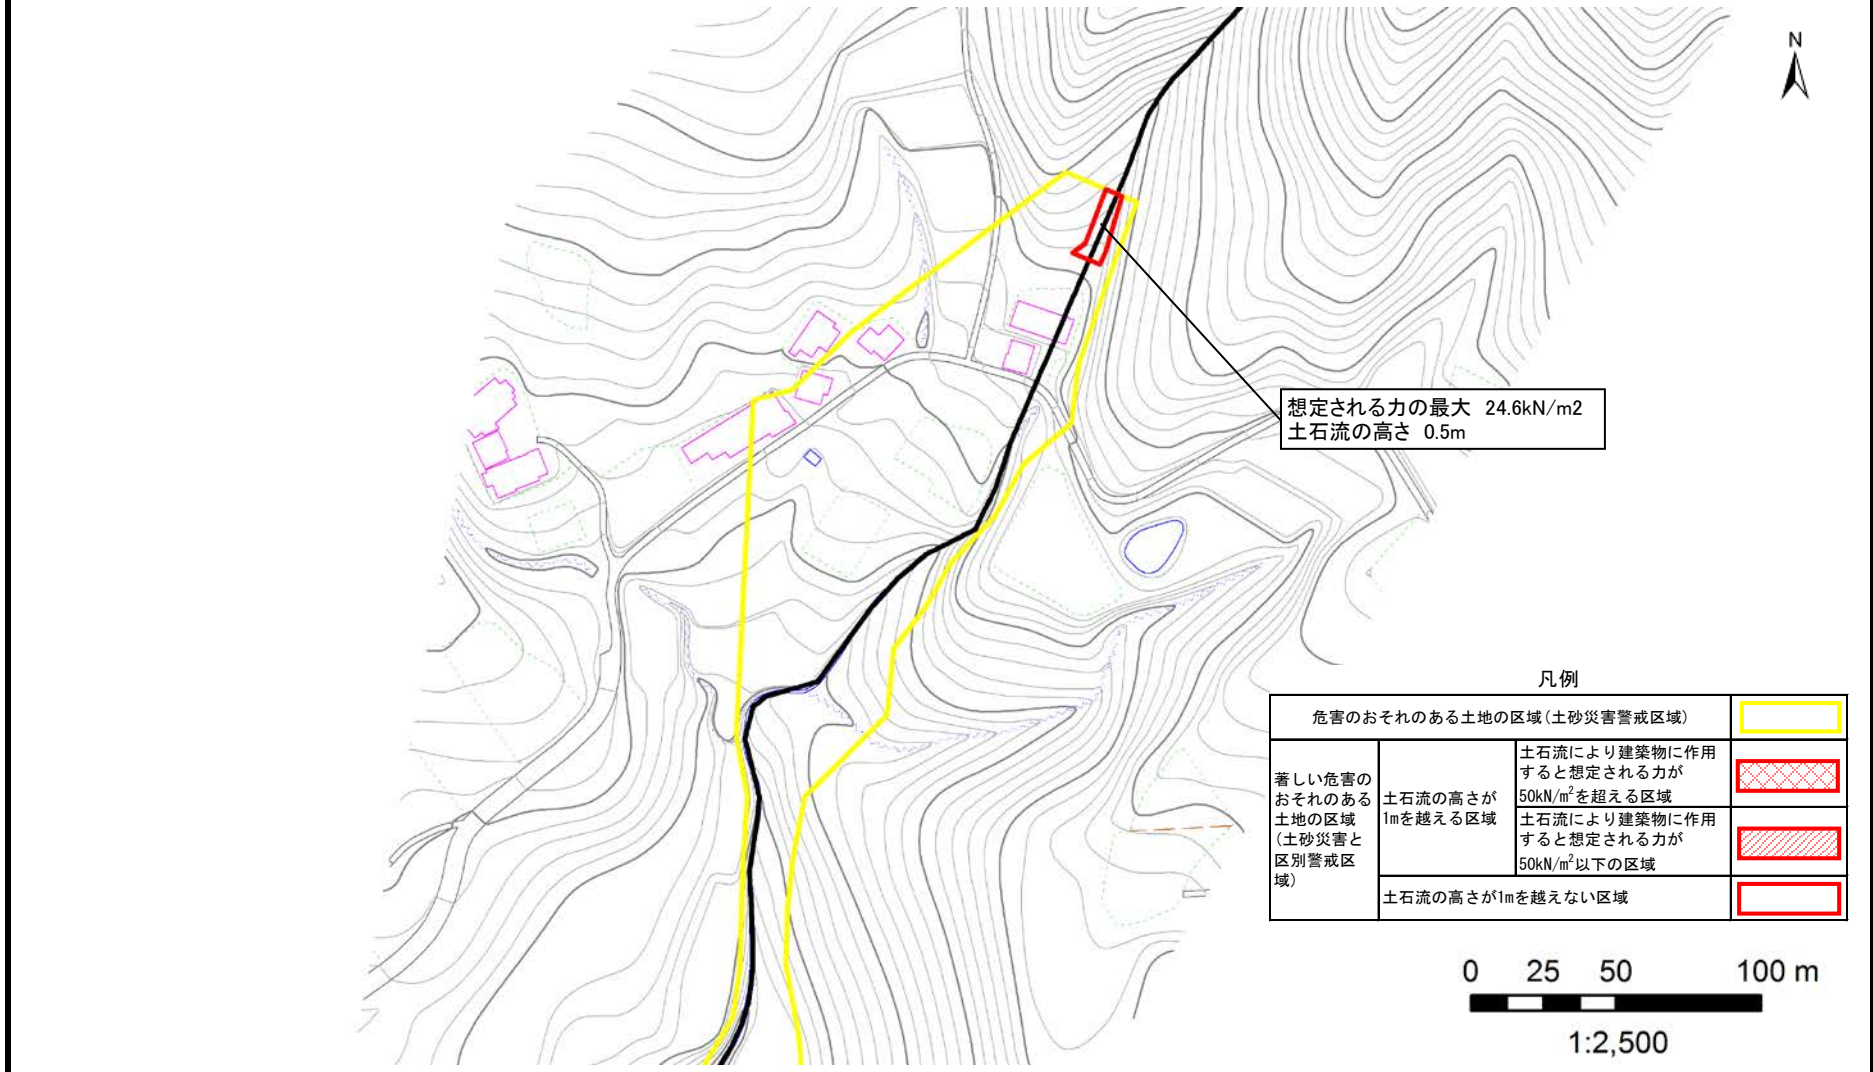 N
想定される力の最大 24.6kN/m2
土石流の高さ 0.5m
凡例
危害のおそれのある土地の区域(土砂災害警戒区域)
著しい危害の
おそれのある
土地の区域
(土砂災害と
区別警戒区
域)
土石流の高さが
1mを越える区域
土石流により建築物に作用
すると想定される力が
50kN/m²を超える区域
土石流により建築物に作用
すると想定される力が
50kN/m²以下の区域
土石流の高さが1mを越えない区域
0 25 50 100 m
1:2,500